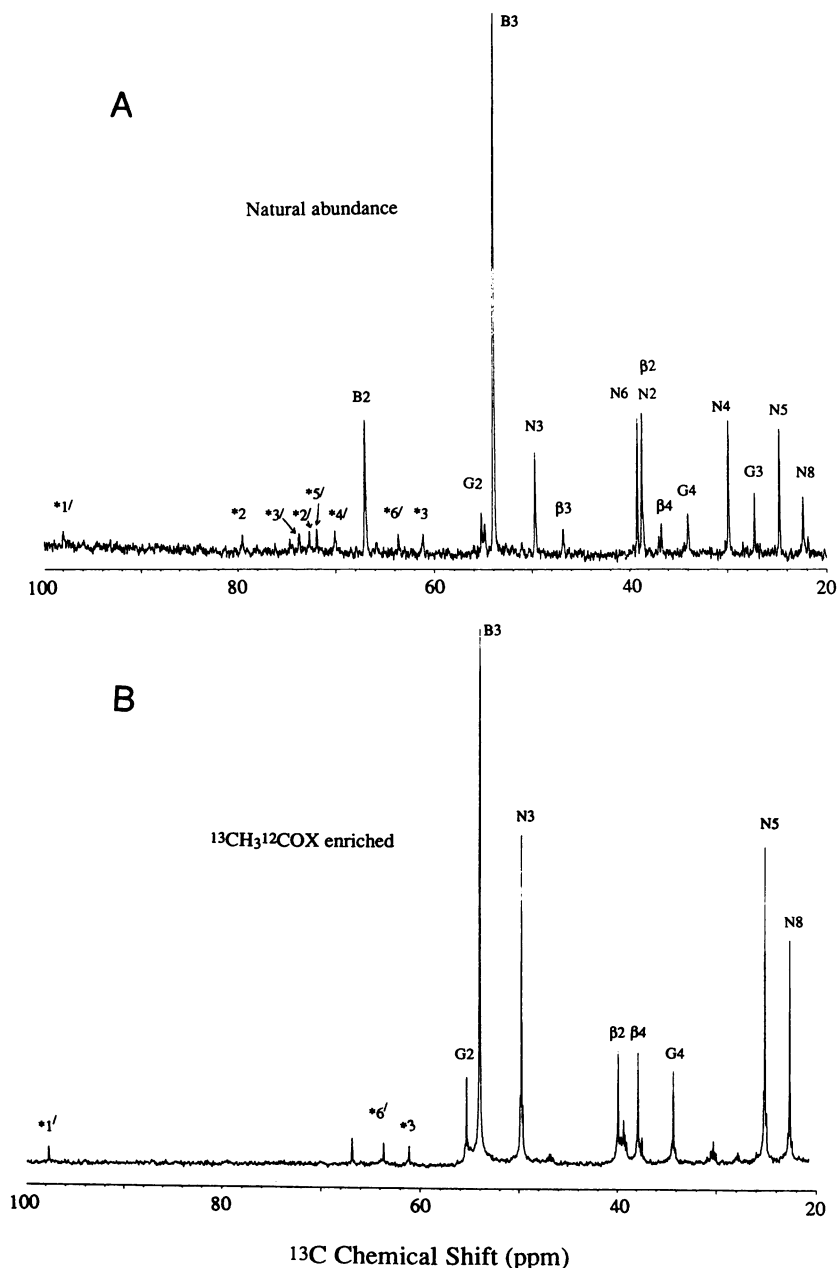 A
Natural abundance
B3
B2
*1/
*2
*3/
*2/
*5/
*4/
*6/
*3
G2
N3
β3
N6
β2
N2
β4
G4
N4
G3
N5
N8
100 80 60 40 20
B
¹³CH₃¹²COX enriched
B3
N3
N5
N8
G2
β2
β4
G4
*1/
*6/
*3
100 80 60 40 20
¹³C Chemical Shift (ppm)